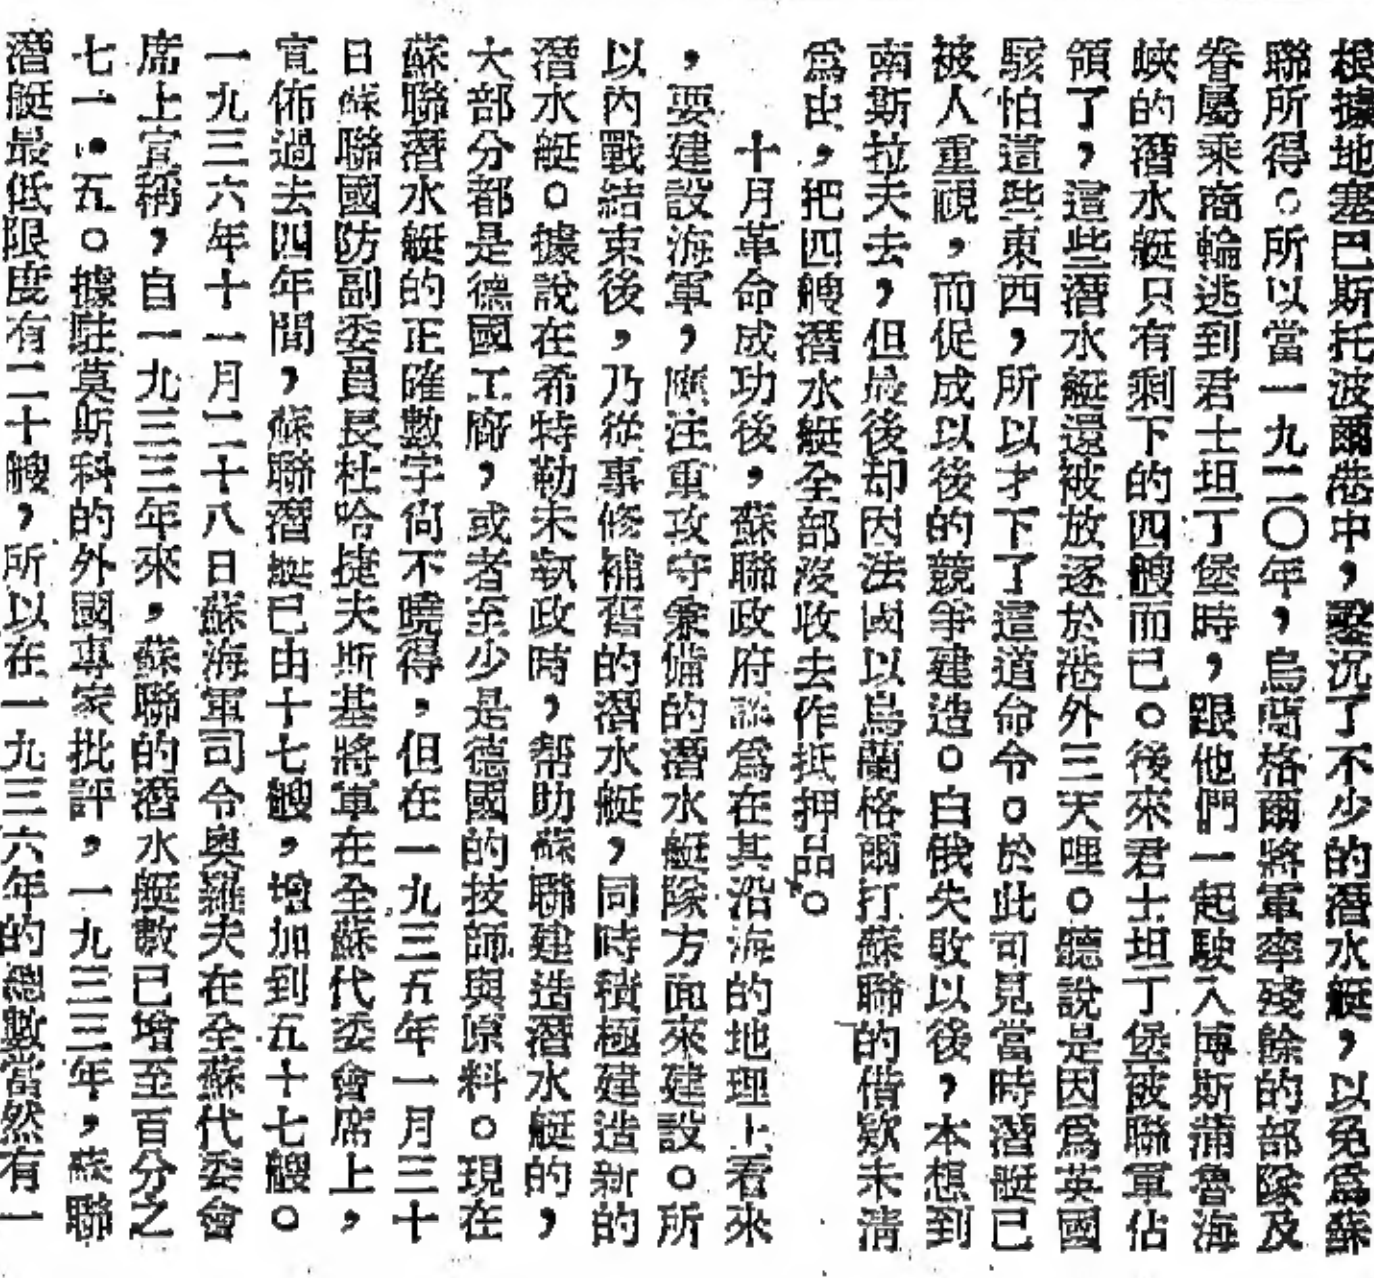 根據地塞巴斯托波爾港中，鑿沉了不少的潛水艇，以免爲蘇
聯所得。所以當一九二〇年，烏蘭格爾將軍率殘餘的部隊及
眷屬乘商輪逃到君士坦丁堡時，跟他們一起駛入博斯蒲魯海
峽的潛水艇只有剩下的四艘而已。後來君士坦丁堡被聯軍佔
領了，這些潛水艇還被放逐於港外三天哩。聽說是因爲英國
駭怕這些東西，所以才下了這道命令。於此可見當時潛艇已
被人重視，而促成以後的競爭建造。白俄失敗以後，本想到
南斯拉夫去，但最後却因法國以烏蘭格爾打蘇聯的借欵未清
爲由，把四艘潛水艇全部沒收去作抵押品。
十月革命成功後，蘇聯政府認爲在其沿海的地理上看來
，要建設海軍，應注重攻守兼備的潛水艇隊方面來建設。所
以內戰結束後，乃從事修補舊的潛水艇，同時積極建造新的
潛水艇。據說在希特勒未執政時，帮助蘇聯建造潛水艇的，
大部分都是德國工廠，或者至少是德國的技師與原料。現在
蘇聯潛水艇的正確數字尙不曉得，但在一九三五年一月三十
日蘇聯國防副委員長杜哈捷夫斯基將軍在全蘇代委會席上，
宣佈過去四年間，蘇聯潛艇已由十七艘，增加到五十七艘。
一九三六年十一月二十八日蘇海軍司令奧羅夫在全蘇代委會
席上宣稱，自一九三三年來，蘇聯的潛水艇數已增至百分之
七一・五。據駐莫斯科的外國專家批評，一九三三年，蘇聯
潛艇最低限度有二十艘，所以在一九三六年的總數當然有一